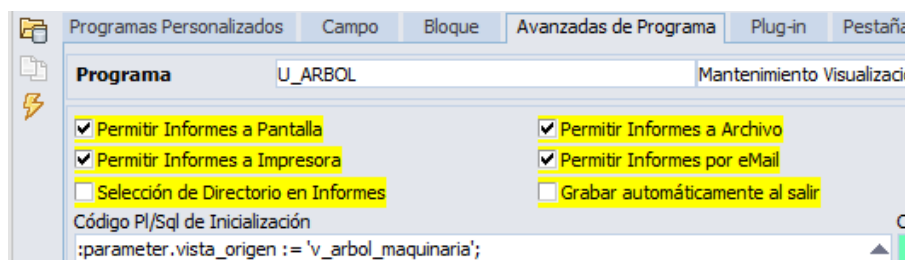 Programas Personalizados Campo Bloque Avanzadas de Programa Plug-in Pestaña
Programa U_ARBOL Mantenimiento Visualizaci
Permitir Informes a Pantalla Permitir Informes a Archivo
Permitir Informes a Impresora Permitir Informes por eMail
Selección de Directorio en Informes Grabar automáticamente al salir
Código Pl/Sql de Inicialización
:parameter.vista_origen := 'v_arbol_maquinaria';